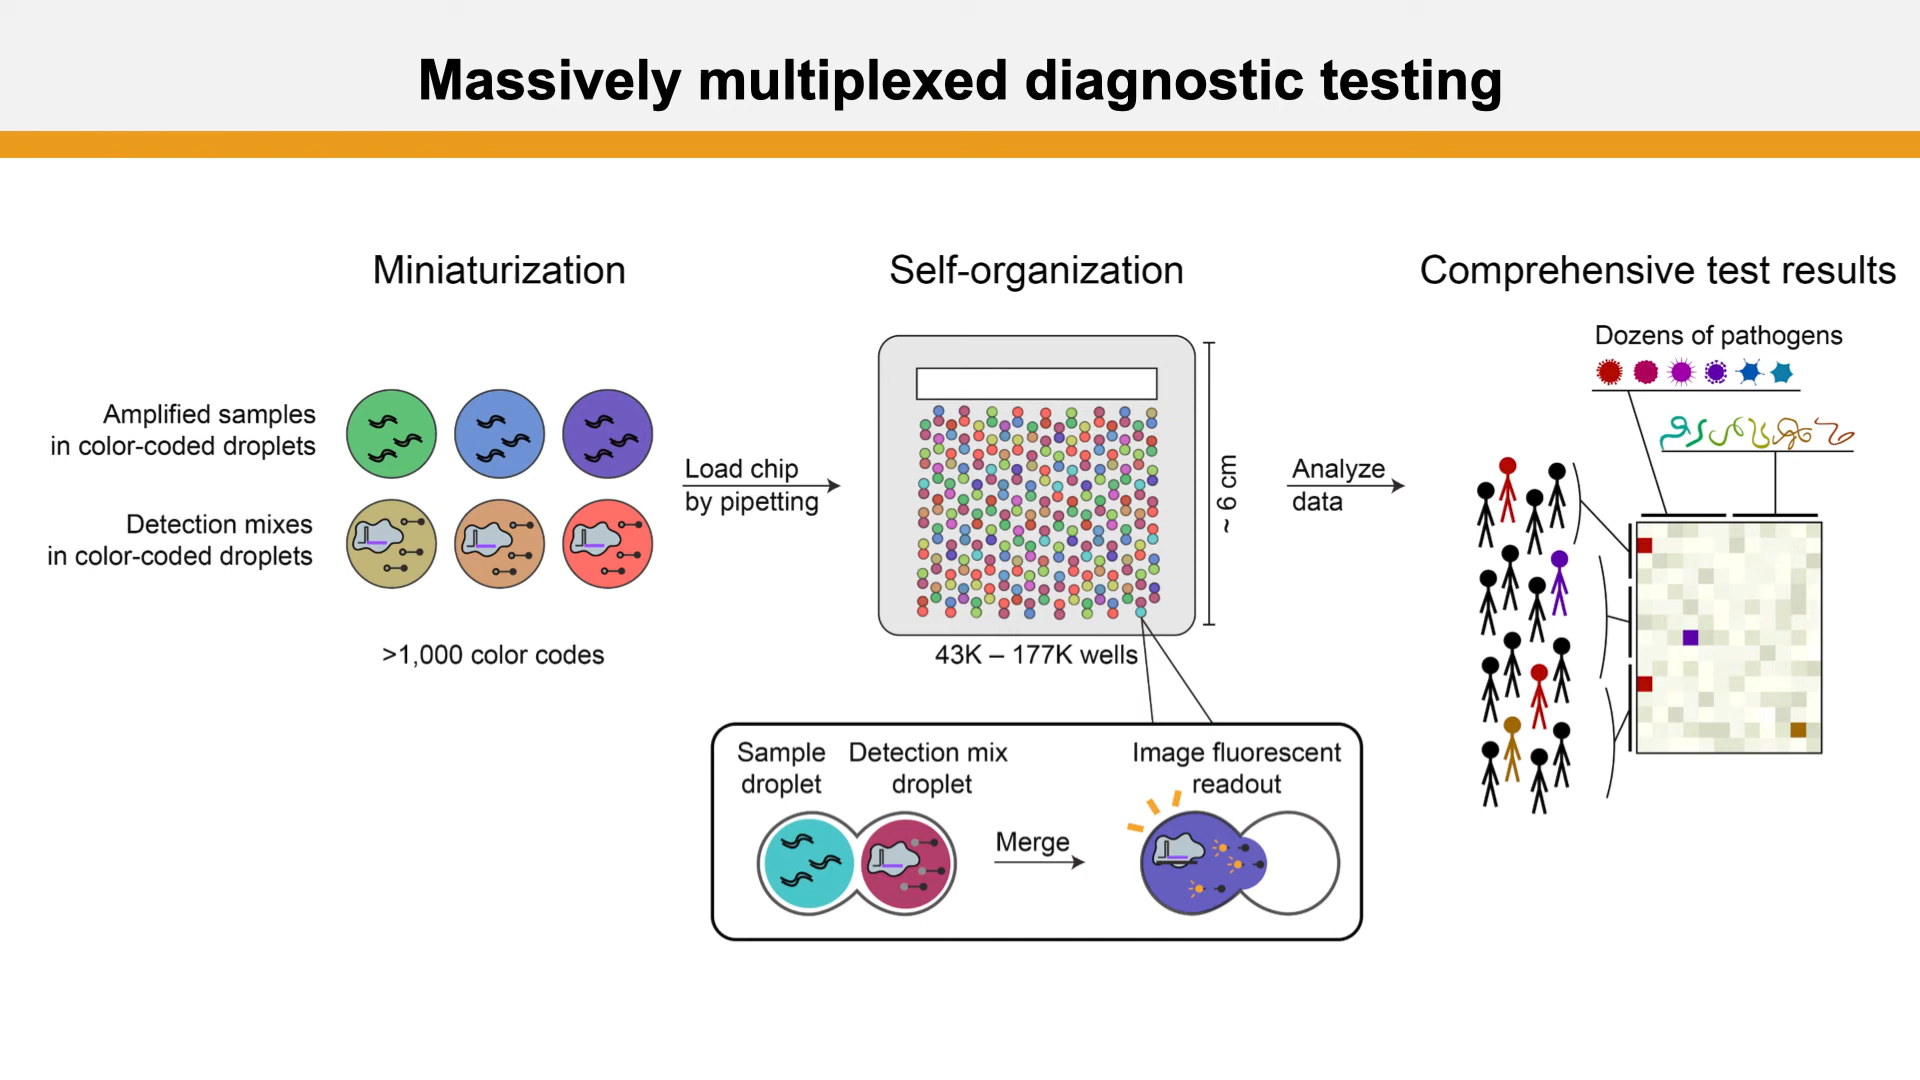 Massively multiplexed diagnostic testing
Miniaturization
Amplified samples
in color-coded droplets
Detection mixes
in color-coded droplets
>1,000 color codes
Load chip
by pipetting
Self-organization
~ 6 cm
43K – 177K wells
Sample
droplet
Detection mix
droplet
Merge
Image fluorescent
readout
Analyze
data
Comprehensive test results
Dozens of pathogens